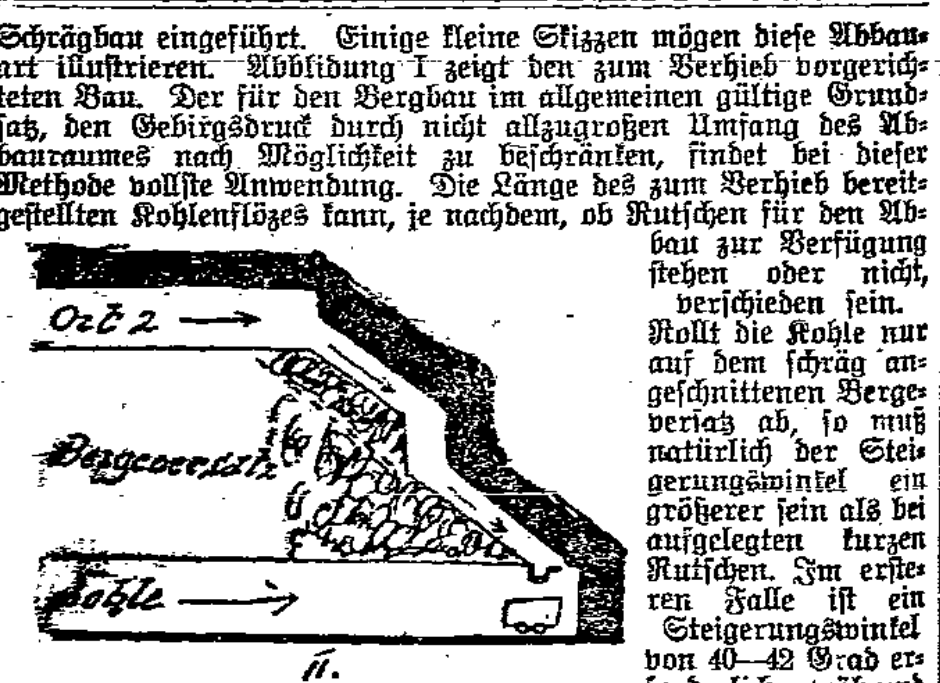 Schrägbau eingeführt. Einige kleine Skizzen mögen diese Abbau-
art illustrieren. Abblidung I zeigt den zum Verhieb vorgerich-
teten Bau. Der für den Bergbau im allgemeinen gültige Grund-
satz, den Gebirgsdruck durch nicht allzugroßen Umfang des Ab-
bauraumes nach Möglichkeit zu beschränken, findet bei dieser
Methode vollste Anwendung. Die Länge des zum Verhieb bereit-
gestellten Kohlenflözes kann, je nachdem, ob Rutschen für den Ab-
bau zur Verfügung
stehen oder nicht,
verschieden sein.
Rollt die Kohle nur
auf dem schräg an-
geschnittenen Berge-
versatz ab, so muß
natürlich der Stei-
gerungswinkel ein
größerer sein als bei
aufgelegten kurzen
Rutschen. Im erste-
ren Falle ist ein
Steigerungswinkel
von 40—42 Grad er-
Ort 2
Bergeversatz
Kohle
II.